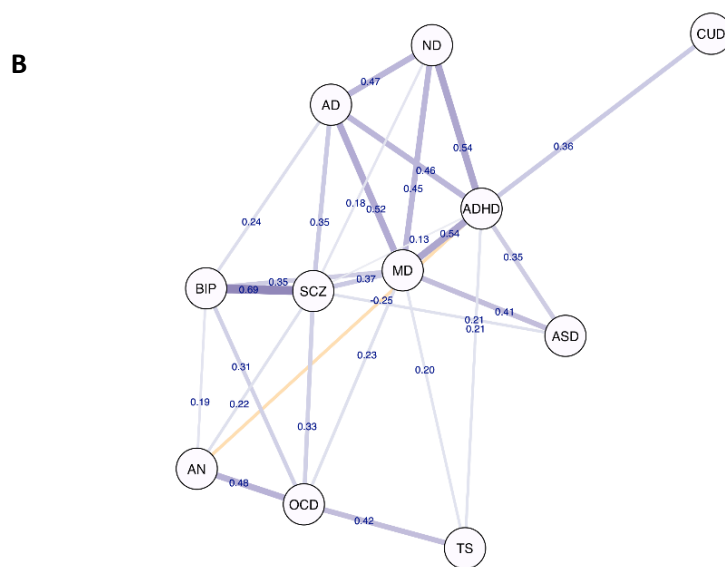 CUD
ND
B
0.47
AD
0.36
0.54
0.46
0.45
0.18
0.52
ADHD
0.24
0.35
0.54
0.13
0.35
MD
0.35
0.37
BIP
0.69
SCZ
-0.25
0.41
0.21
0.21
ASD
0.23
0.31
0.20
0.19
0.22
0.33
AN
0.48
OCD
0.42
TS